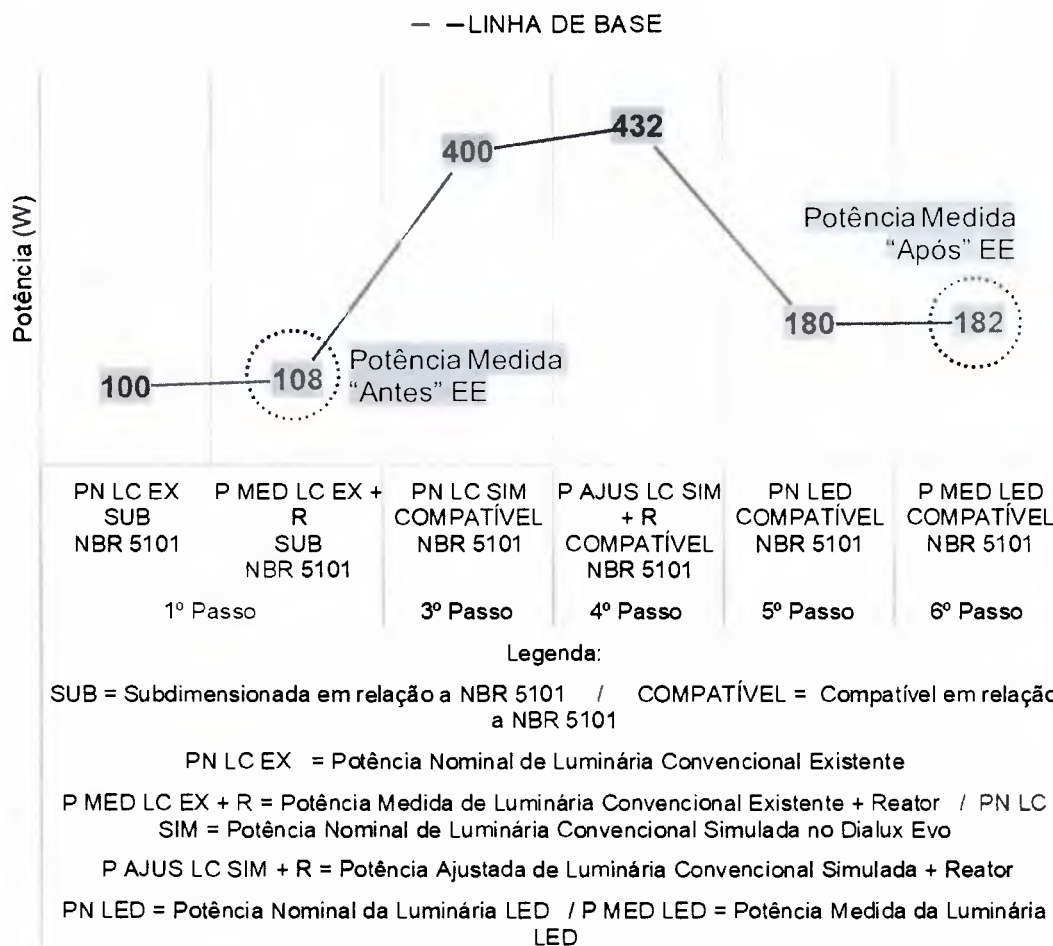 — —LINHA DE BASE
Potência (W)
432
400
Potência Medida
"Após" EE
180
182
100
108
Potência Medida
"Antes" EE
PN LC EX
SUB
NBR 5101
P MED LC EX +
R
SUB
NBR 5101
PN LC SIM
COMPATÍVEL
NBR 5101
P AJUS LC SIM
+ R
COMPATÍVEL
NBR 5101
PN LED
COMPATÍVEL
NBR 5101
P MED LED
COMPATÍVEL
NBR 5101
1º Passo
3º Passo
4º Passo
5º Passo
6º Passo
Legenda:
SUB = Subdimensionada em relação a NBR 5101 / COMPATÍVEL = Compatível em relação
a NBR 5101
PN LC EX = Potência Nominal de Luminária Convencional Existente
P MED LC EX + R = Potência Medida de Luminária Convencional Existente + Reator / PN LC
SIM = Potência Nominal de Luminária Convencional Simulada no Dialux Evo
P AJUS LC SIM + R = Potência Ajustada de Luminária Convencional Simulada + Reator
PN LED = Potência Nominal da Luminária LED / P MED LED = Potência Medida da Luminária
LED